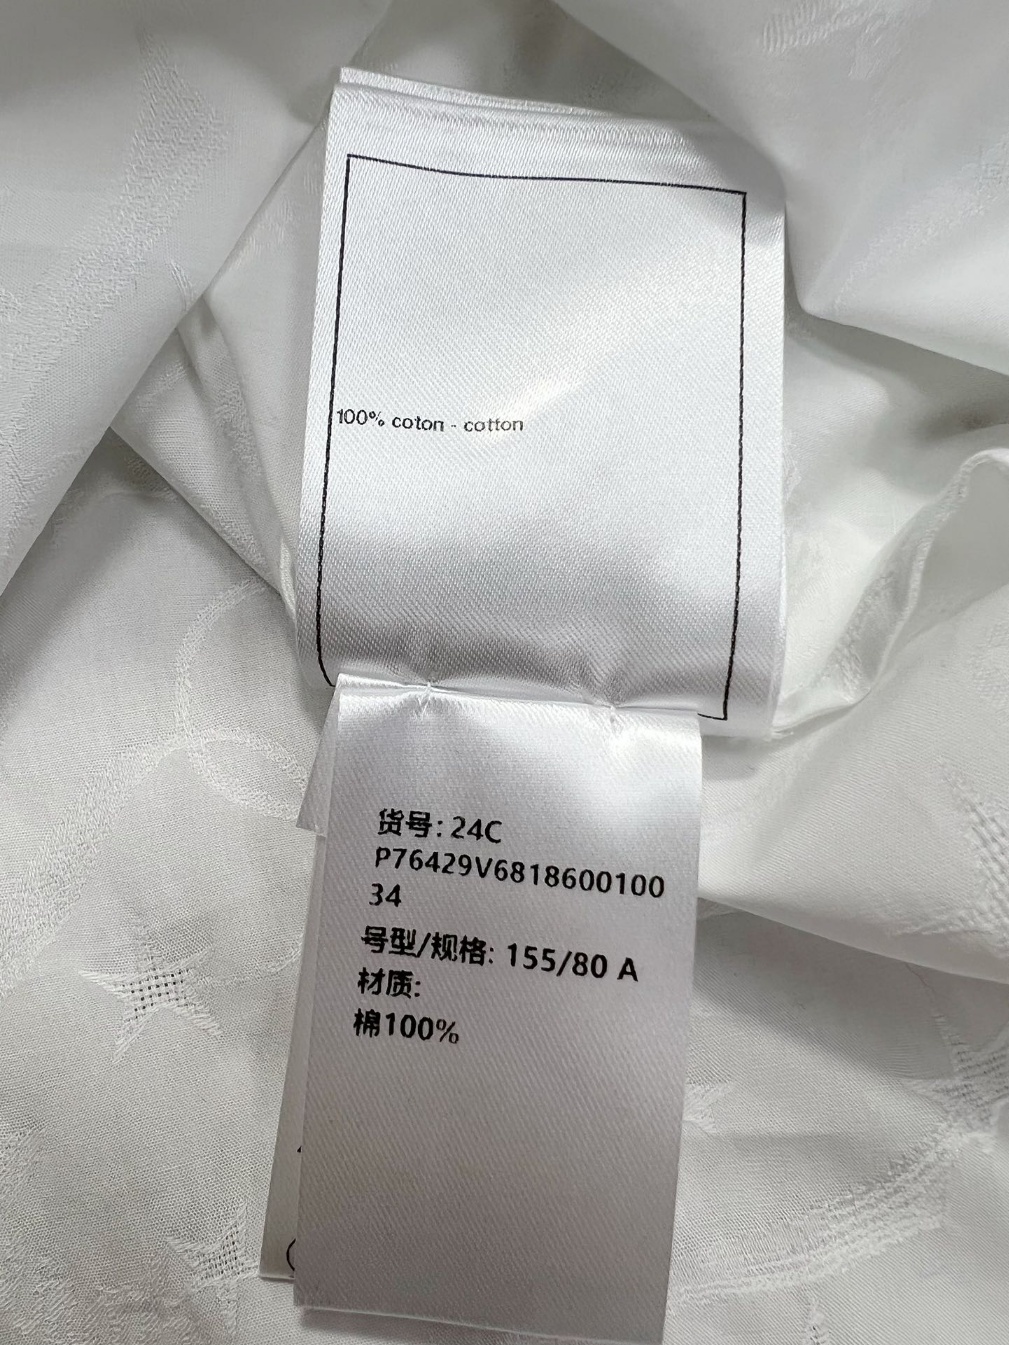 100% coton - cotton
货号: 24C
P76429V6818600100
34
号型/规格: 155/80 A
材质:
棉100%